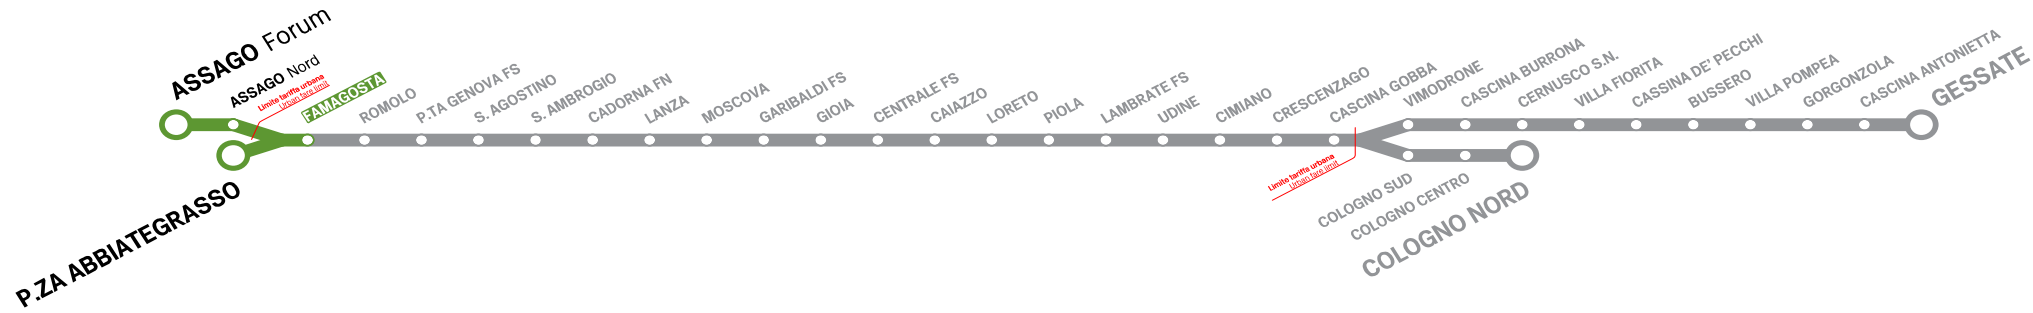 ASSAGO Forum
ASSAGO Nord
Limite tariffa urbana
Urban fare limit
FAMAGOSTA
ROMOLO
P.TA GENOVA FS
S. AGOSTINO
S. AMBROGIO
CADORNA FN
LANZA
MOSCOVA
GARIBALDI FS
GIOIA
CENTRALE FS
CAIAZZO
LORETO
PIOLA
LAMBRATE FS
UDINE
CIMIANO
CRESCENZAGO
CASCINA GOBBA
VIMODRONE
CASCINA BURRONA
CERNUSCO S.N.
VILLA FIORITA
CASSINA DE' PECCHI
BUSSERO
VILLA POMPEA
GORGONZOLA
CASCINA ANTONIETTA
GESSATE
P.ZA ABBIATEGRASSO
Limite tariffa urbana
Urban fare limit
COLOGNO SUD
COLOGNO CENTRO
COLOGNO NORD